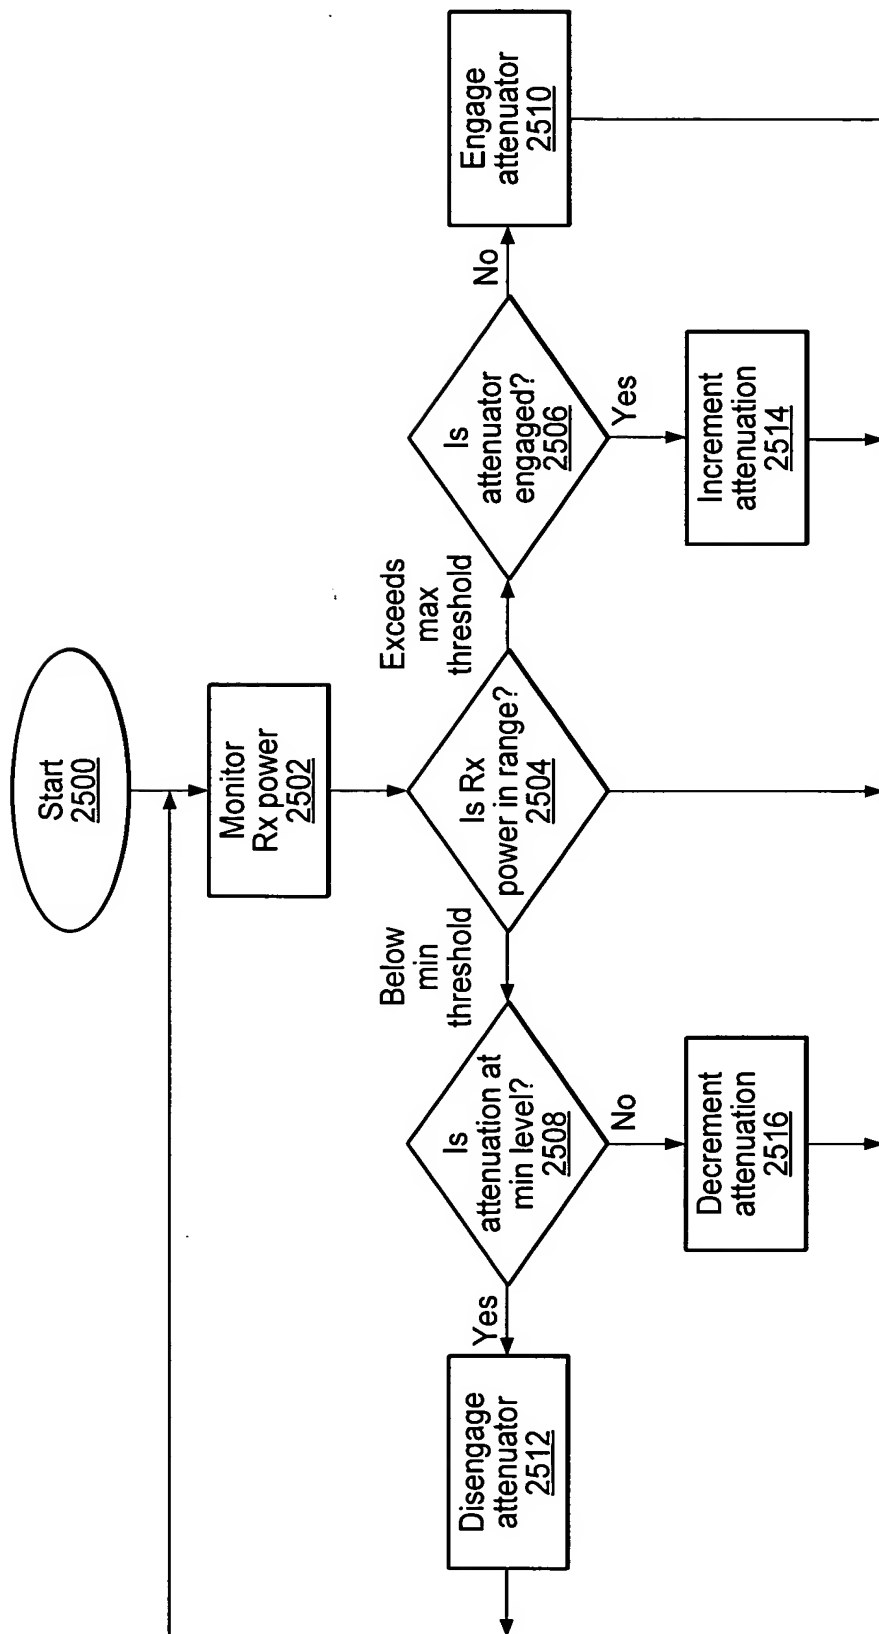 Start
2500
Monitor
Rx power
2502
Is Rx
power in range?
2504
Below
min
threshold
Exceeds
max
threshold
Is
attenuation at
min level?
2508
Is
attenuator
engaged?
2506
Yes
No
No
Yes
Disengage
attenuator
2512
Decrement
attenuation
2516
Increment
attenuation
2514
Engage
attenuator
2510